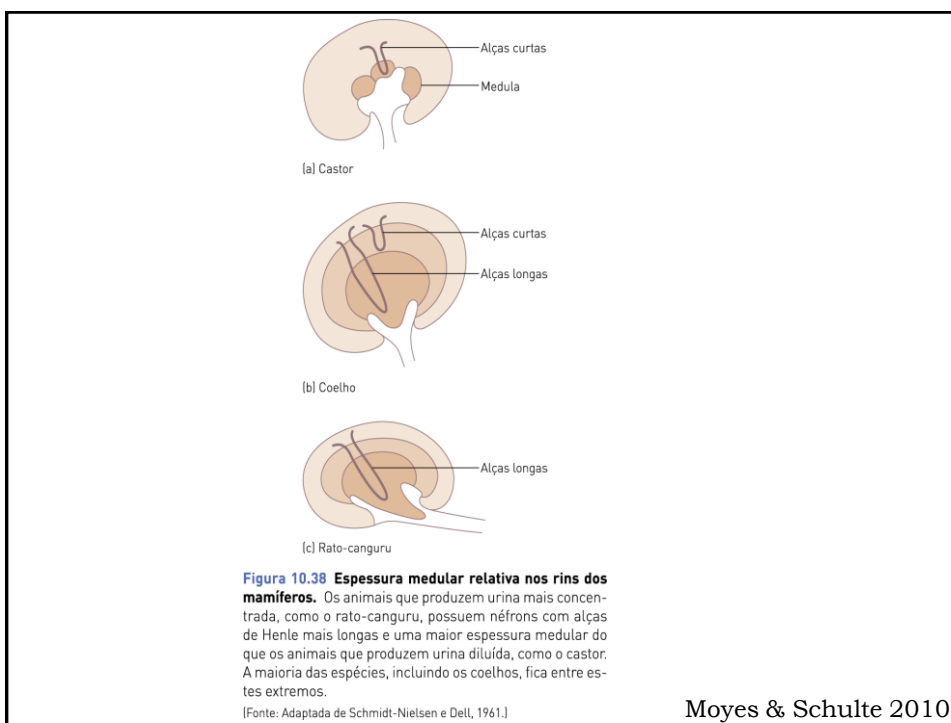 Alças curtas
Medula
(a) Castor
Alças curtas
Alças longas
(b) Coelho
Alças longas
(c) Rato-canguru
Figura 10.38 Espessura medular relativa nos rins dos
mamíferos. Os animais que produzem urina mais concen-
trada, como o rato-canguru, possuem néfrons com alças
de Henle mais longas e uma maior espessura medular do
que os animais que produzem urina diluída, como o castor.
A maioria das espécies, incluindo os coelhos, fica entre es-
tes extremos.
(Fonte: Adaptada de Schmidt-Nielsen e Dell, 1961.)
Moyes & Schulte 2010